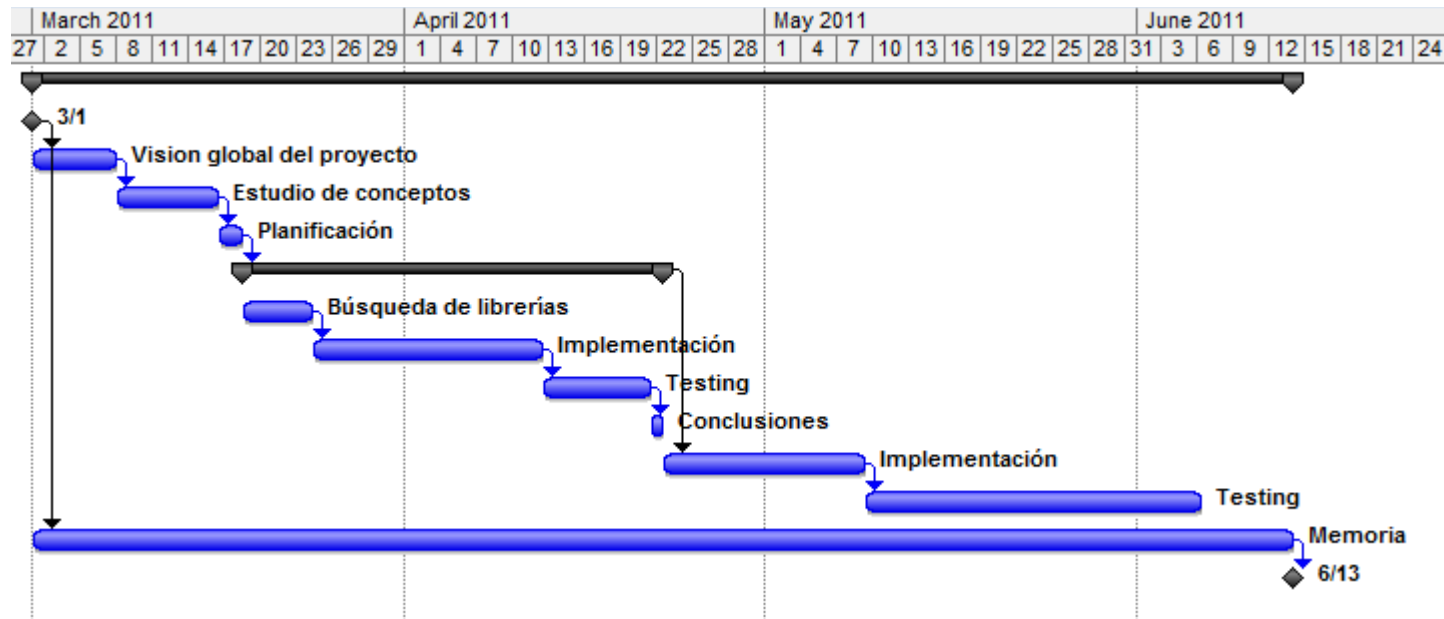 March 2011 April 2011 May 2011 June 2011
27 2 5 8 11 14 17 20 23 26 29 1 4 7 10 13 16 19 22 25 28 1 4 7 10 13 16 19 22 25 28 31 3 6 9 12 15 18 21 24
3/1
Vision global del proyecto
Estudio de conceptos
Planificación
Búsqueda de librerías
Implementación
Testing
Conclusiones
Implementación
Testing
Memoria
6/13